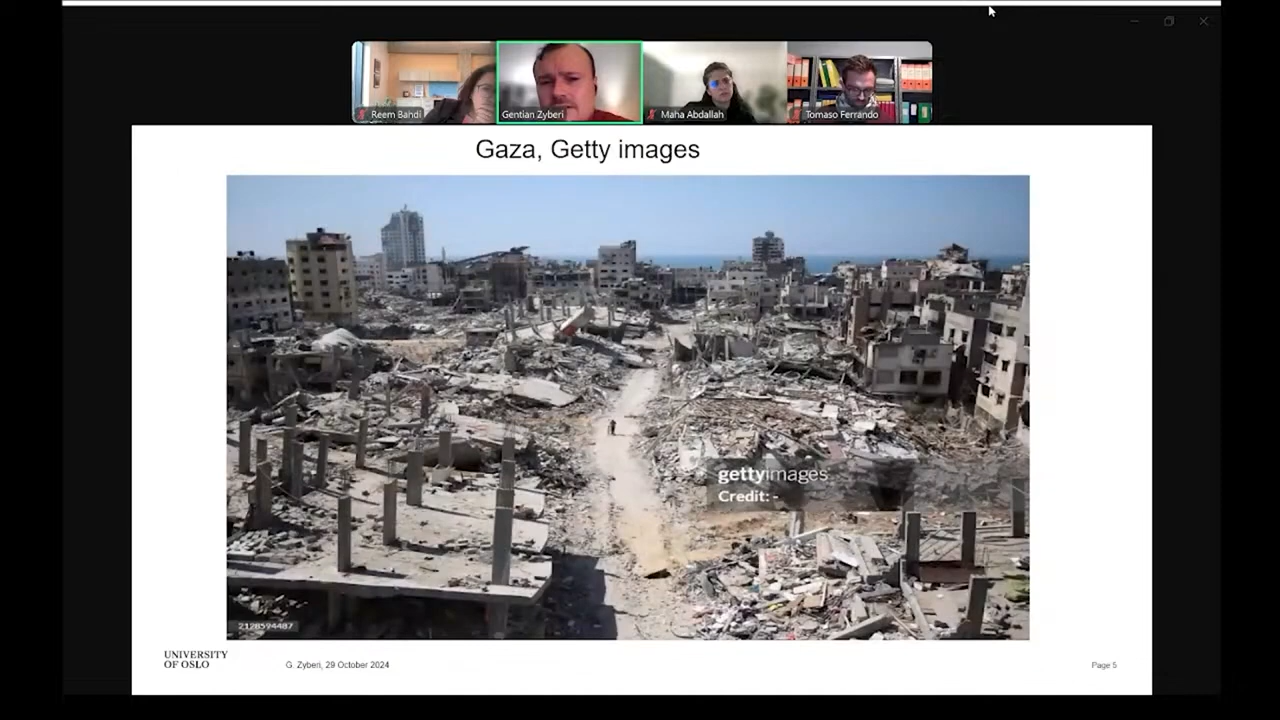 Reem Bahdi
Gentian Zyberi
Maha Abdallah
Tomaso Ferrando
Gaza, Getty images
gettyimages
Credit: -
2128594487
UNIVERSITY
OF OSLO
G. Zyberi, 29 October 2024
Page 5